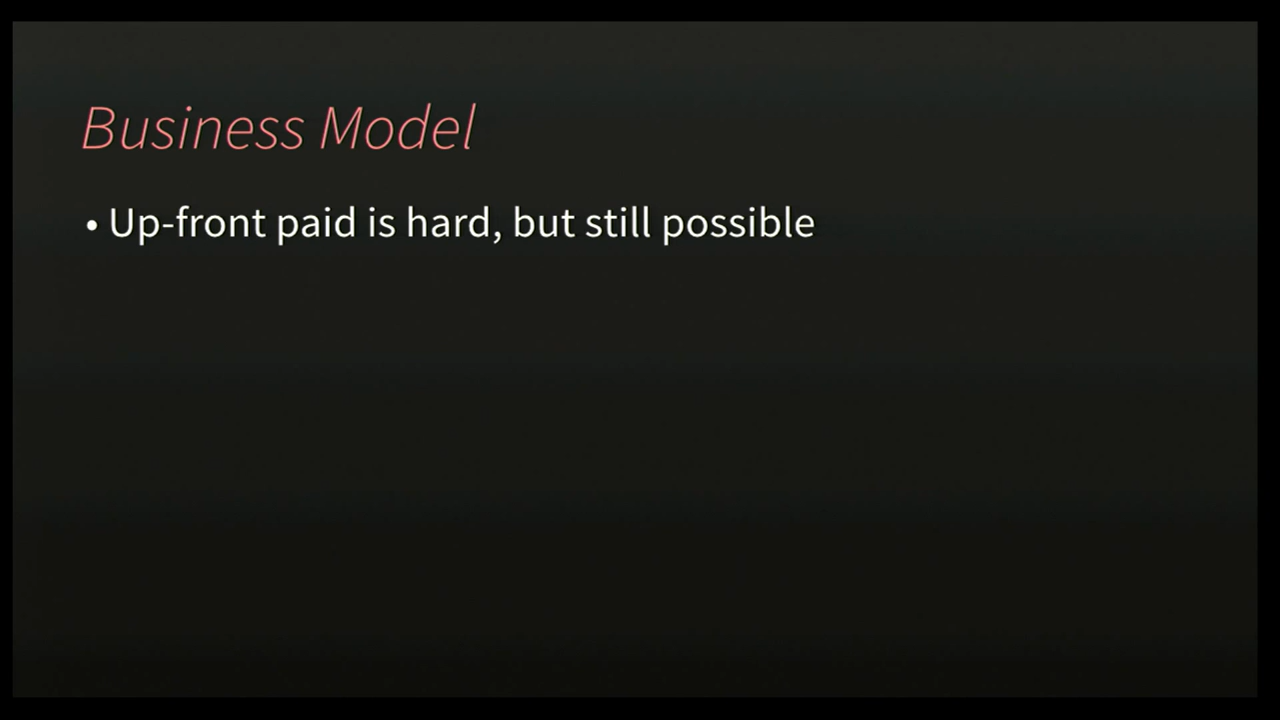 Business Model
• Up-front paid is hard, but still possible